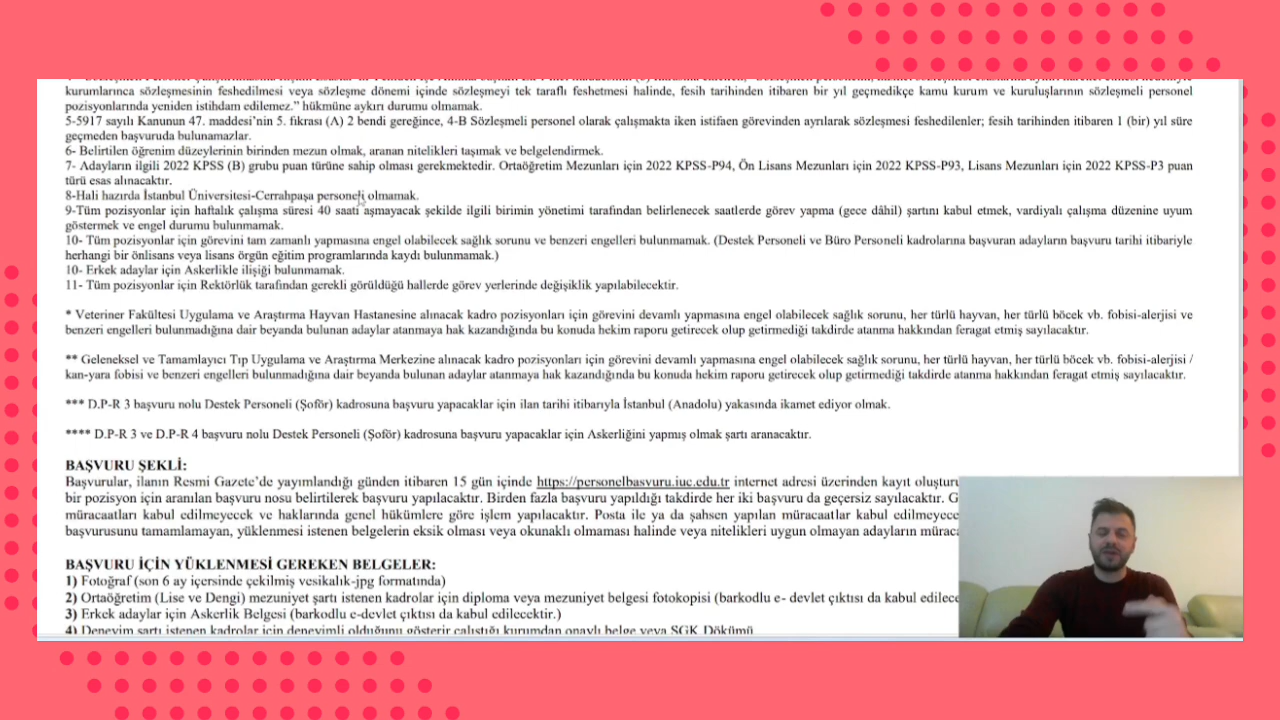 kurumlarınca sözleşmesinin feshedilmesi veya sözleşme dönemi içinde sözleşmeyi tek taraflı feshetmesi halinde, fesih tarihinden itibaren bir yıl geçmedikçe kamu kurum ve kuruluşlarının sözleşmeli personel
pozisyonlarında yeniden istihdam edilemez.” hükmüne aykırı durumu olmamak.
5-5917 sayılı Kanunun 47. maddesi’nin 5. fıkrası (A) 2 bendi gereğince, 4-B Sözleşmeli personel olarak çalışmakta iken istifaen görevinden ayrılarak sözleşmesi feshedilenler; fesih tarihinden itibaren 1 (bir) yıl süre
geçmeden başvuruda bulunamazlar.
6- Belirtilen öğrenim düzeylerinin birinden mezun olmak, aranan nitelikleri taşımak ve belgelendirmek.
7- Adayların ilgili 2022 KPSS (B) grubu puan türüne sahip olması gerekmektedir. Ortaöğretim Mezunları için 2022 KPSS-P94, Ön Lisans Mezunları için 2022 KPSS-P93, Lisans Mezunları için 2022 KPSS-P3 puan
türü esas alınacaktır.
8-Hali hazırda İstanbul Üniversitesi-Cerrahpaşa personeli olmamak.
9-Tüm pozisyonlar için haftalık çalışma süresi 40 saati aşmayacak şekilde ilgili birimin yönetimi tarafından belirlenecek saatlerde görev yapma (gece dâhil) şartını kabul etmek, vardiyalı çalışma düzenine uyum
göstermek ve engel durumu bulunmamak.
10- Tüm pozisyonlar için görevini tam zamanlı yapmasına engel olabilecek sağlık sorunu ve benzeri engelleri bulunmamak. (Destek Personeli ve Büro Personeli kadrolarına başvuran adayların başvuru tarihi itibariyle
herhangi bir önlisans veya lisans örgün eğitim programlarında kaydı bulunmamak.)
10- Erkek adaylar için Askerlikle ilişiği bulunmamak.
11- Tüm pozisyonlar için Rektörlük tarafından gerekli görüldüğü hallerde görev yerlerinde değişiklik yapılabilecektir.
* Veteriner Fakültesi Uygulama ve Araştırma Hayvan Hastanesine alınacak kadro pozisyonları için görevini devamlı yapmasına engel olabilecek sağlık sorunu, her türlü hayvan, her türlü böcek vb. fobisi-alerjisi ve
benzeri engelleri bulunmadığına dair beyanda bulunan adaylar atanmaya hak kazandığında bu konuda hekim raporu getirecek olup getirmediği takdirde atanma hakkından feragat etmiş sayılacaktır.
** Geleneksel ve Tamamlayıcı Tıp Uygulama ve Araştırma Merkezine alınacak kadro pozisyonları için görevini devamlı yapmasına engel olabilecek sağlık sorunu, her türlü hayvan, her türlü böcek vb. fobisi-alerjisi /
kan-yara fobisi ve benzeri engelleri bulunmadığına dair beyanda bulunan adaylar atanmaya hak kazandığında bu konuda hekim raporu getirecek olup getirmediği takdirde atanma hakkından feragat etmiş sayılacaktır.
*** D.P-R 3 başvuru nolu Destek Personeli (Şoför) kadrosuna başvuru yapacaklar için ilan tarihi itibarıyla İstanbul (Anadolu) yakasında ikamet ediyor olmak.
**** D.P-R 3 ve D.P-R 4 başvuru nolu Destek Personeli (Şoför) kadrosuna başvuru yapacaklar için Askerliğini yapmış olmak şartı aranacaktır.
BAŞVURU ŞEKLİ:
Başvurular, ilanın Resmi Gazete’de yayımlandığı günden itibaren 15 gün içinde https://personelbasvuru.iuc.edu.tr internet adresi üzerinden kayıt oluşturu
bir pozisyon için aranılan başvuru nosu belirtilerek başvuru yapılacaktır. Birden fazla başvuru yapıldığı takdirde her iki başvuru da geçersiz sayılacaktır. G
müracaatları kabul edilmeyecek ve haklarında genel hükümlere göre işlem yapılacaktır. Posta ile ya da şahsen yapılan müracaatlar kabul edilmeyece
başvurusunu tamamlamayan, yüklenmesi istenen belgelerin eksik olması veya okunaklı olmaması halinde veya nitelikleri uygun olmayan adayların müraca
BAŞVURU İÇİN YÜKLENMESİ GEREKEN BELGELER:
1) Fotoğraf (son 6 ay içersinde çekilmiş vesikalık-jpg formatında)
2) Ortaöğretim (Lise ve Dengi) mezuniyet şartı istenen kadrolar için diploma veya mezuniyet belgesi fotokopisi (barkodlu e- devlet çıktısı da kabul edilece
3) Erkek adaylar için Askerlik Belgesi (barkodlu e-devlet çıktısı da kabul edilecektir.)
4) Deneyim şartı istenen kadrolar için deneyimli olduğunu gösterir çalıştığı kurumdan onaylı belge veya SGK Dökümü